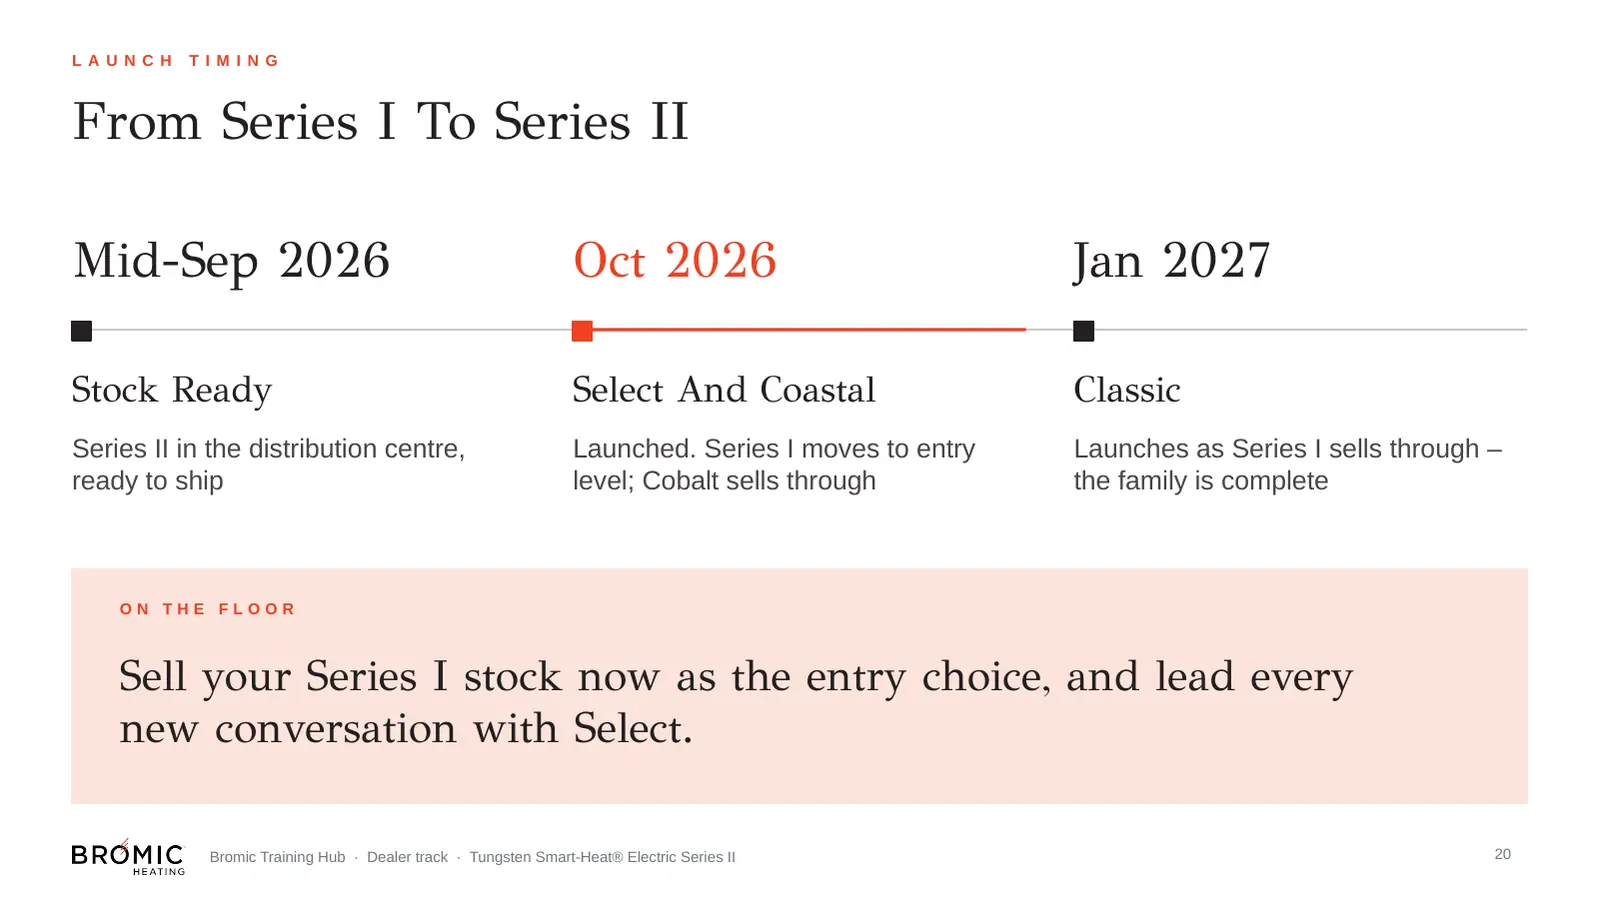 LAUNCH TIMING
From Series I To Series II
Mid-Sep 2026
Oct 2026
Jan 2027
Stock Ready
Series II in the distribution centre,
ready to ship
Select And Coastal
Launched. Series I moves to entry
level; Cobalt sells through
Classic
Launches as Series I sells through –
the family is complete
ON THE FLOOR
Sell your Series I stock now as the entry choice, and lead every
new conversation with Select.
BROMIC
HEATING
Bromic Training Hub · Dealer track · Tungsten Smart-Heat® Electric Series II
20